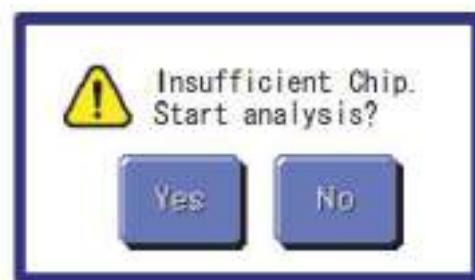 Insufficient Chip.
Start analysis?
Yes No